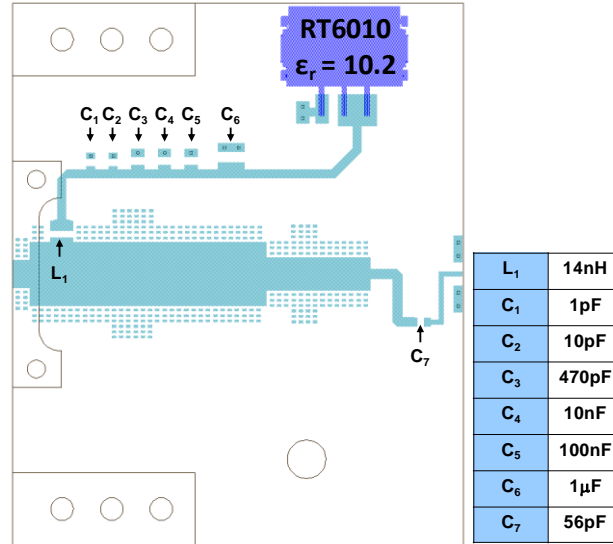 RT6010
εr = 10.2
C1 C2 C3 C4 C5 C6
L1
C7
L1 14nH
C1 1pF
C2 10pF
C3 470pF
C4 10nF
C5 100nF
C6 1μF
C7 56pF